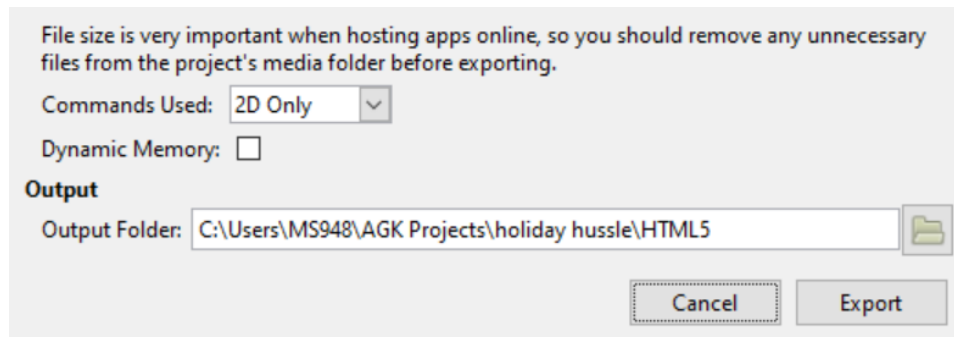 File size is very important when hosting apps online, so you should remove any unnecessary
files from the project's media folder before exporting.
Commands Used: 2D Only
Dynamic Memory:
Output
Output Folder: C:\Users\MS948\AGK Projects\holiday hussle\HTML5
Cancel Export